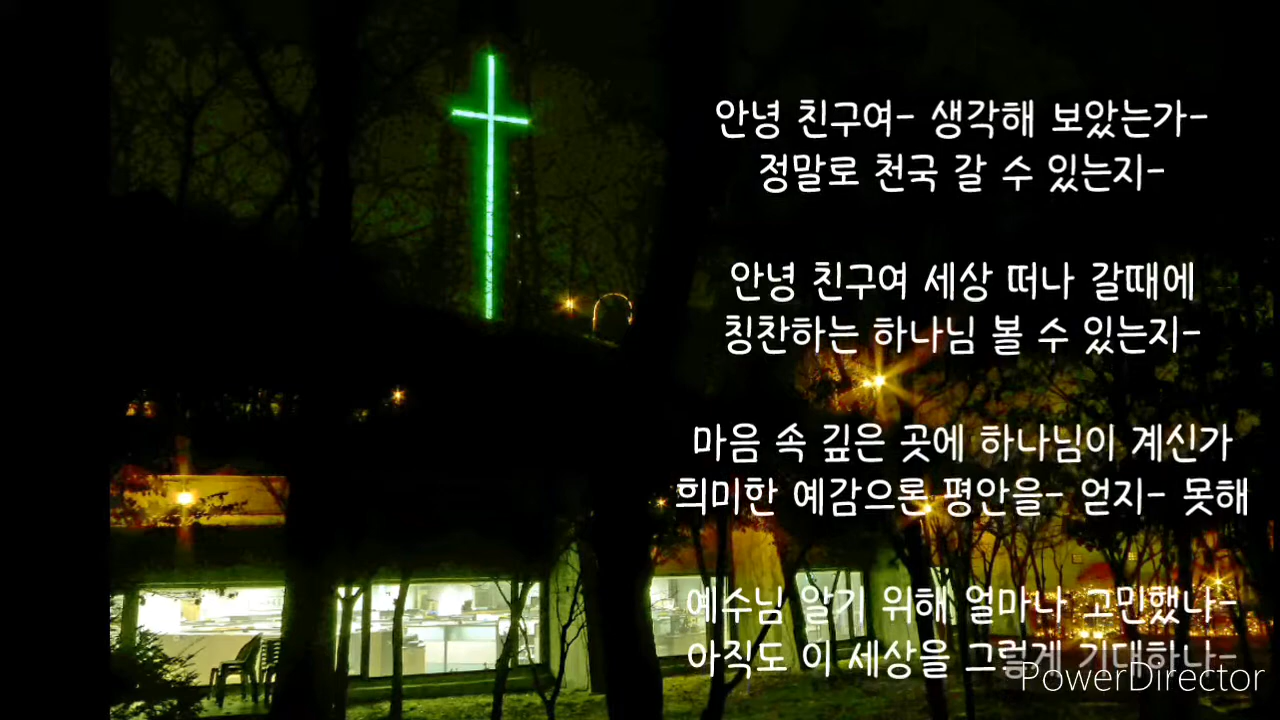 안녕 친구여- 생각해 보았는가-
정말로 천국 갈 수 있는지-
안녕 친구여 세상 떠나 갈때에
칭찬하는 하나님 볼 수 있는지-
마음 속 깊은 곳에 하나님이 계신가
희미한 예감으론 평안을- 얻지- 못해
예수님 알기 위해 얼마나 고민했나-
아직도 이 세상을 그렇게 기대하나-
PowerDirector